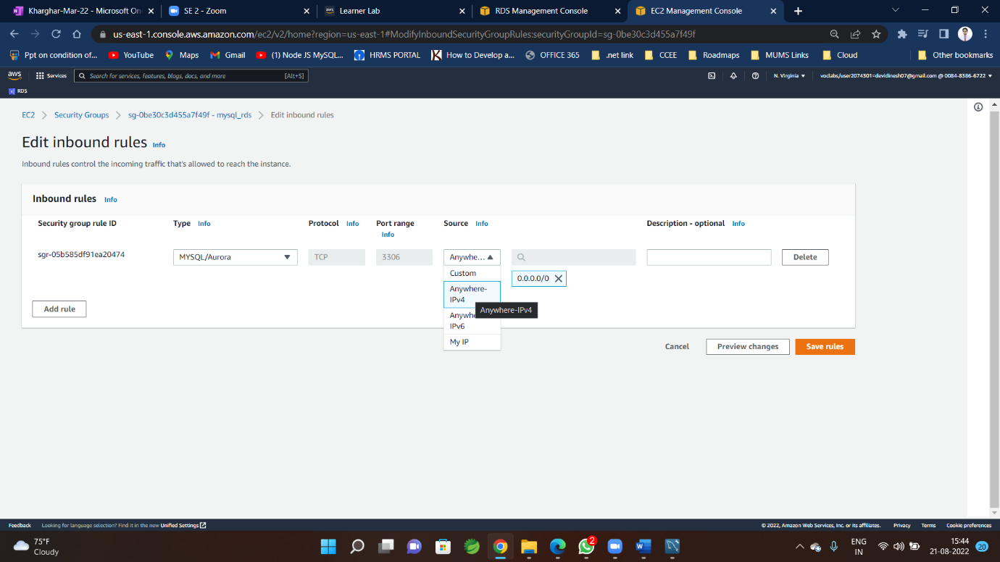 Kharghar-Mar-22 - Microsoft On
SE 2 - Zoom
Learner Lab
RDS Management Console
EC2 Management Console
us-east-1.console.aws.amazon.com/ec2/v2/home?region=us-east-1#ModifyInboundSecurityGroupRules:securityGroupId=sg-0be30c3d455a7f49f
Ppt on condition of...
YouTube
Maps
Gmail
(1) Node JS MySQL...
HRMS PORTAL
How to Develop a...
OFFICE 365
.net link
CCEE
Roadmaps
MUMS Links
Cloud
Other bookmarks
aws
Services
Search for services, features, blogs, docs, and more
[Alt+S]
N. Virginia
voclabs/user2074301=devidinesh07@gmail.com @ 0084-8386-6722
RDS
EC2
Security Groups
sg-0be30c3d455a7f49f - mysql_rds
Edit inbound rules
Edit inbound rules Info
Inbound rules control the incoming traffic that's allowed to reach the instance.
Inbound rules Info
Security group rule ID
Type Info
Protocol Info
Port range
Info
Source Info
Description - optional Info
sgr-05b585df91ea20474
MYSQL/Aurora
TCP
3306
Anywhe...
Delete
Custom
0.0.0.0/0
Anywhere-
IPv4
Anywhere-IPv4
Anywhe
IPv6
My IP
Add rule
Cancel
Preview changes
Save rules
Feedback
Looking for language selection? Find it in the new Unified Settings
© 2022, Amazon Web Services, Inc. or its affiliates.
Privacy
Terms
Cookie preferences
75°F
Cloudy
2
W
ENG
IN
15:44
21-08-2022
20